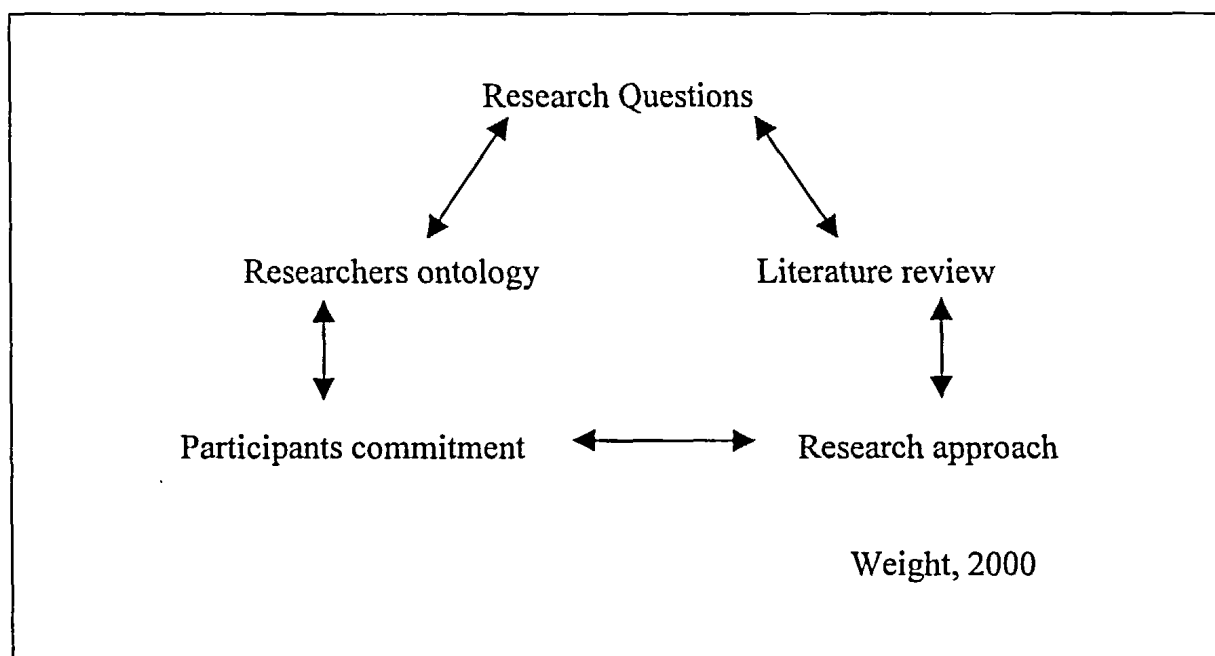 Research Questions
Researchers ontology
Literature review
Participants commitment
Research approach
Weight, 2000